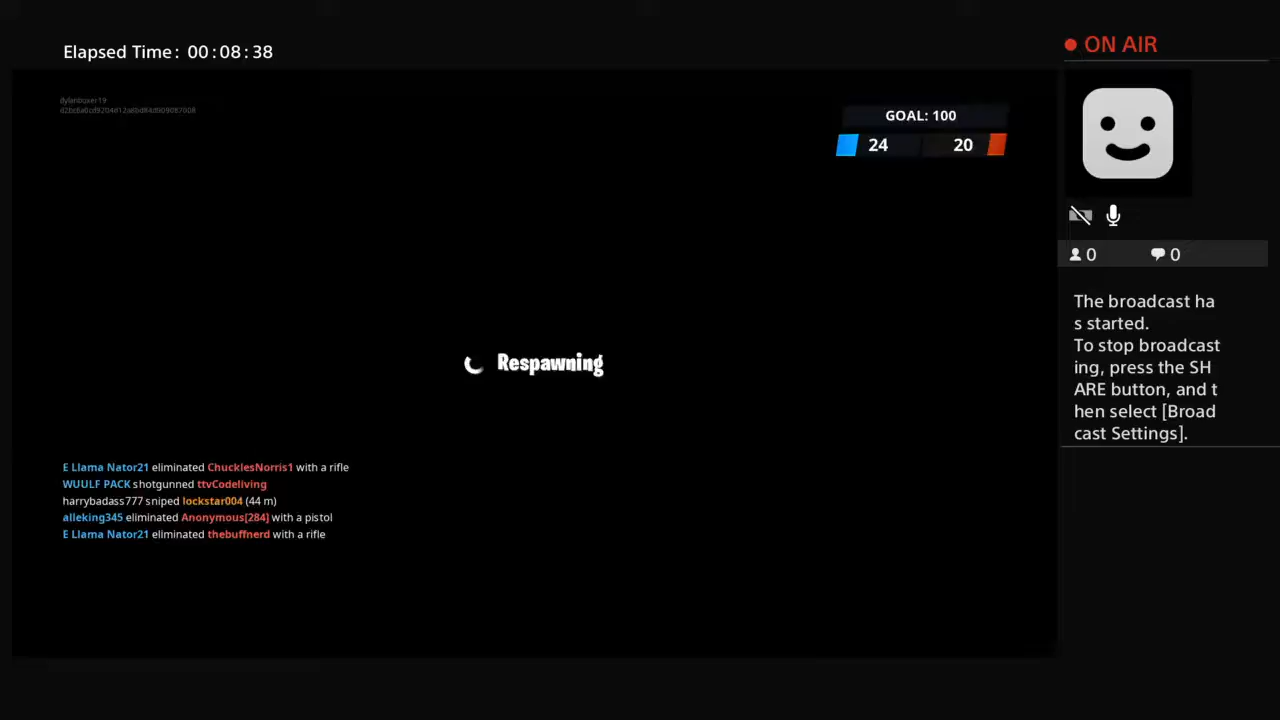 Elapsed Time: 00:08:38
ON AIR
dylanboxer19
GOAL: 100
24 20
0 0
The broadcast ha
s started.
To stop broadcast
ing, press the SH
ARE button, and t
hen select [Broad
cast Settings].
Respawning
E Llama Nator21 eliminated ChucklesNorris1 with a rifle
WUULF PACK shotgunned ttvCodeliving
harrybadass777 sniped lockstar004 (44 m)
alleking345 eliminated Anonymous[284] with a pistol
E Llama Nator21 eliminated thebuffnerd with a rifle